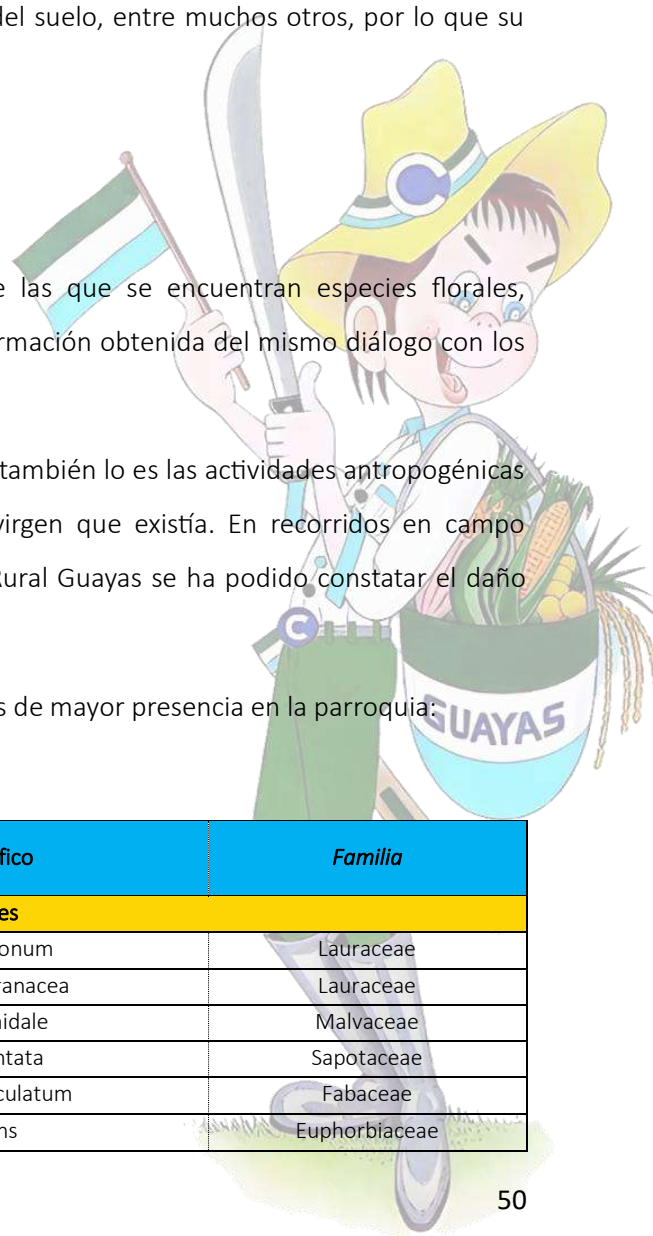 del suelo, entre muchos otros, por lo que su
las que se encuentran especies florales,
rmación obtenida del mismo diálogo con los
también lo es las actividades antropogénicas
virgen que existía. En recorridos en campo
Rural Guayas se ha podido constatar el daño
C
s de mayor presencia en la parroquia:
GUAYAS
fico Familia
es
onum Lauraceae
ranacea Lauraceae
idale Malvaceae
ntata Sapotaceae
culatum Fabaceae
ns Euphorbiaceae
50